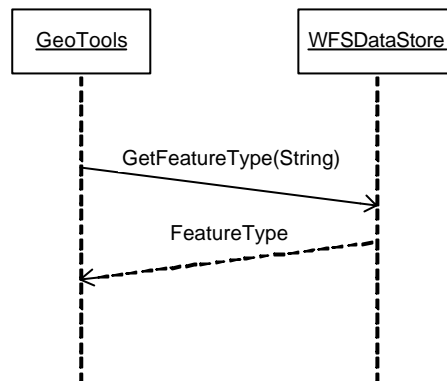 GeoTools
WFSDataStore
GetFeatureType(String)
FeatureType